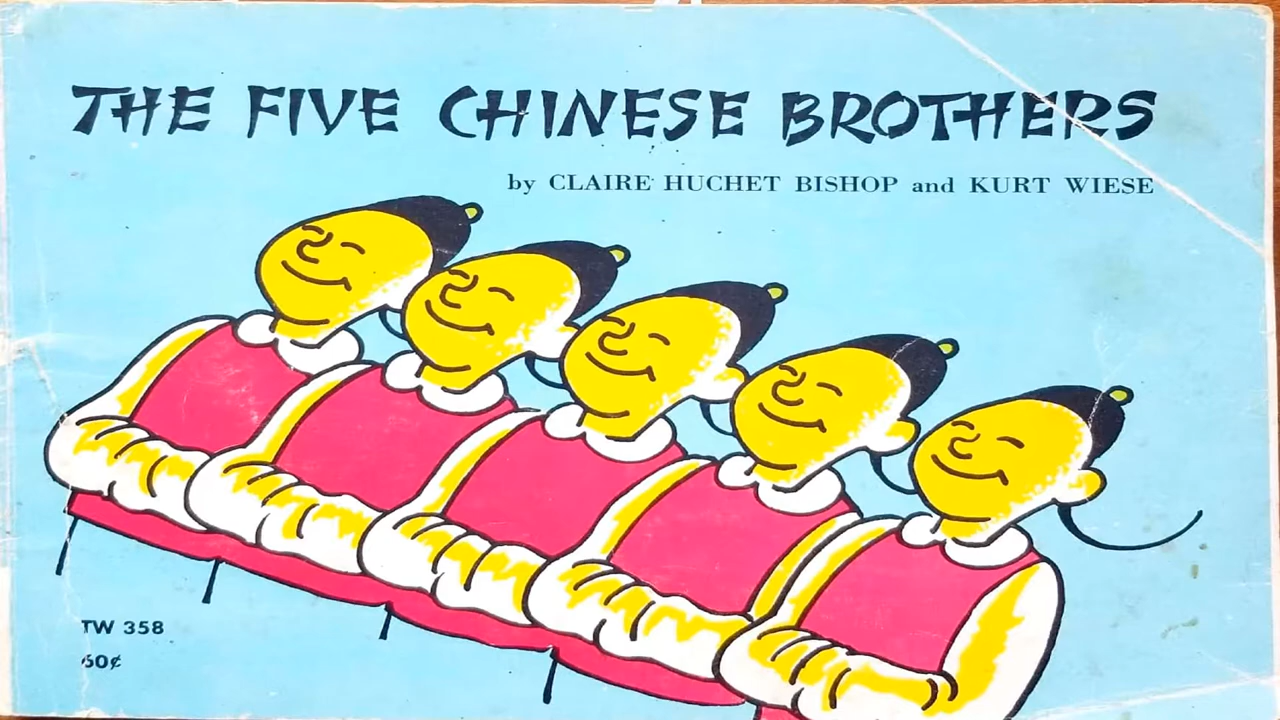 THE FIVE CHINESE BROTHERS
by CLAIRE HUCHET BISHOP and KURT WIESE
TW 358
60¢